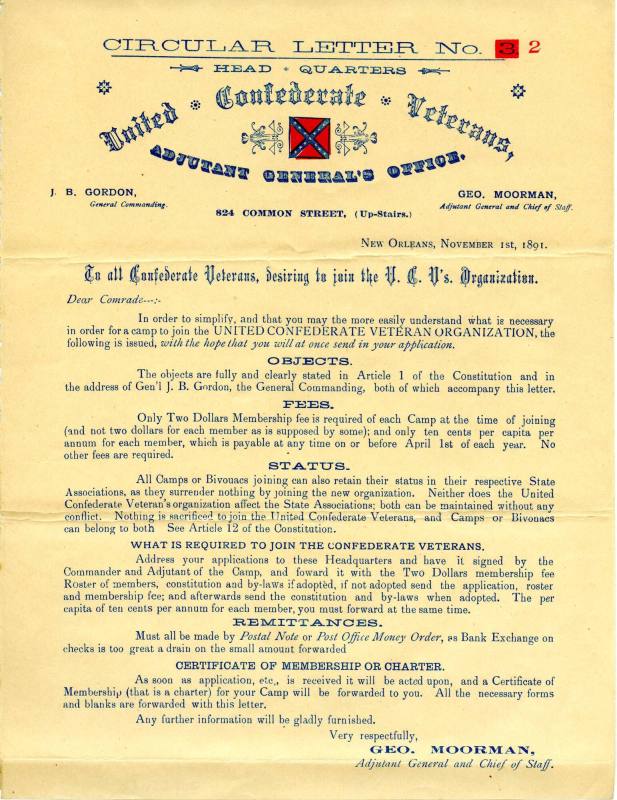 CIRCULAR LETTER No. 3. 2
HEAD QUARTERS
United Confederate Veterans,
ADJUTANT GENERAL'S OFFICE.
J. B. GORDON,
General Commanding.
GEO. MOORMAN,
Adjutant General and Chief of Staff.
824 COMMON STREET, (Up-Stairs.)
NEW ORLEANS, NOVEMBER 1ST, 1891.
To all Confederate Veterans, desiring to join the U. C. V's. Organization.
Dear Comrade---:-
In order to simplify, and that you may the more easily understand what is necessary
in order for a camp to join the UNITED CONFEDERATE VETERAN ORGANIZATION, the
following is issued, with the hope that you will at once send in your application.
OBJECTS.
The objects are fully and clearly stated in Article 1 of the Constitution and in
the address of Gen'l J. B. Gordon, the General Commanding, both of which accompany this letter.
FEES.
Only Two Dollars Membership fee is required of each Camp at the time of joining
(and not two dollars for each member as is supposed by some); and only ten cents per capita per
annum for each member, which is payable at any time on or before April 1st of each year. No
other fees are required.
STATUS.
All Camps or Bivouacs joining can also retain their status in their respective State
Associations, as they surrender nothing by joining the new organization. Neither does the United
Confederate Veteran's organization affect the State Associations; both can be maintained without any
conflict. Nothing is sacrificed to join the United Confederate Veterans, and Camps or Bivouacs
can belong to both See Article 12 of the Constitution.
WHAT IS REQUIRED TO JOIN THE CONFEDERATE VETERANS.
Address your applications to these Headquarters and have it signed by the
Commander and Adjutant of the Camp, and foward it with the Two Dollars membership fee
Roster of members, constitution and by-laws if adopted, if not adopted send the application, roster
and membership fee; and afterwards send the constitution and by-laws when adopted. The per
capita of ten cents per annum for each member, you must forward at the same time.
REMITTANCES.
Must all be made by Postal Note or Post Office Money Order, as Bank Exchange on
checks is too great a drain on the small amount forwarded
CERTIFICATE OF MEMBERSHIP OR CHARTER.
As soon as application, etc., is received it will be acted upon, and a Certificate of
Membership (that is a charter) for your Camp will be forwarded to you. All the necessary forms
and blanks are forwarded with this letter.
Any further information will be gladly furnished.
Very respectfully,
GEO. MOORMAN,
Adjutant General and Chief of Staff.